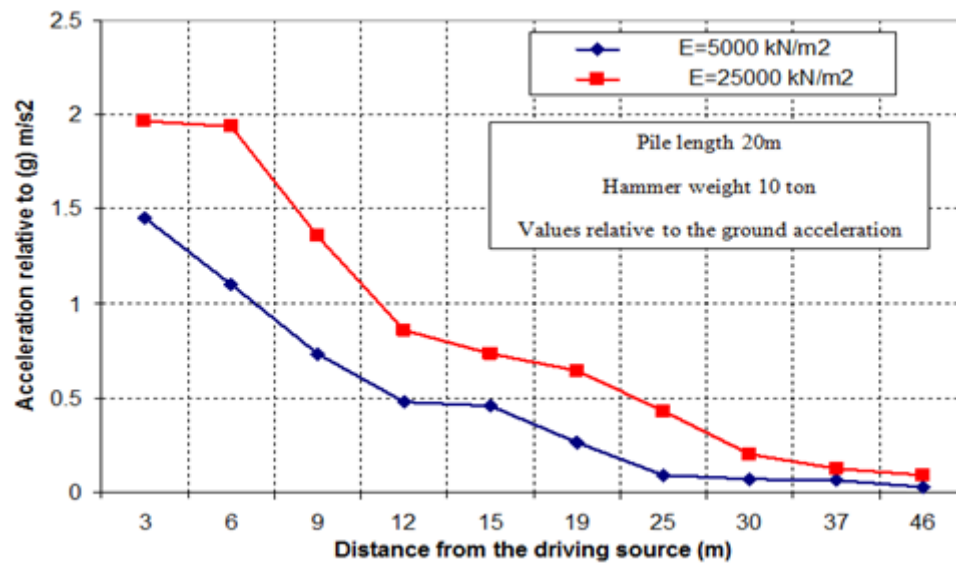 2.5
2
1.5
1
0.5
0
Acceleration relative to (g) m/s2
E=5000 kN/m2
E=25000 kN/m2
Pile length 20m
Hammer weight 10 ton
Values relative to the ground acceleration
3 6 9 12 15 19 25 30 37 46
Distance from the driving source (m)